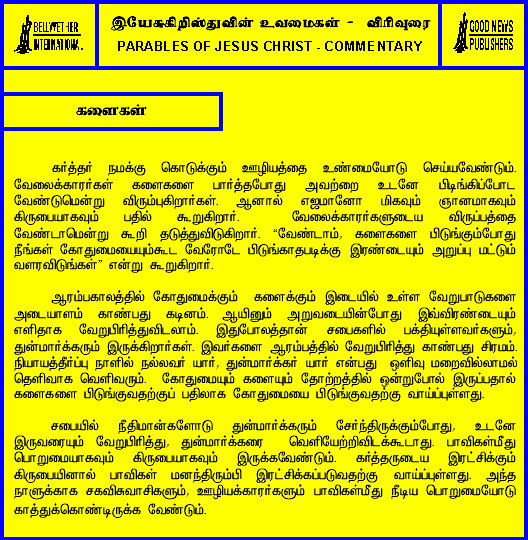 BELLWETHER
INTERNATIONAL
இயேசுகிறிஸ்துவின் உவமைகள் - விரிவுரை
PARABLES OF JESUS CHRIST - COMMENTARY
GOOD NEWS
PUBLISHERS
களைகள்
கர்த்தர் நமக்கு கொடுக்கும் ஊழியத்தை உண்மையோடு செய்யவேண்டும்.
வேலைக்காரர்கள் களைகளை பார்த்தபோது அவற்றை உடனே பிடிங்கிப்போட
வேண்டுமென்று விரும்புகிறார்கள். ஆனால் எஜமானோ மிகவும் ஞானமாகவும்
கிருபையாகவும் பதில் கூறுகிறார். வேலைக்காரர்களுடைய விருப்பத்தை
வேண்டாமென்று கூறி தடுத்துவிடுகிறார். "வேண்டாம், களைகளை பிடுங்கும்போது
நீங்கள் கோதுமையையும்கூட வேரோடே பிடுங்காதபடிக்கு இரண்டையும் அறுப்பு மட்டும்
வளரவிடுங்கள்" என்று கூறுகிறார்.
ஆரம்பகாலத்தில் கோதுமைக்கும் களைக்கும் இடையில் உள்ள வேறுபாடுகளை
அடையாளம் காண்பது கடினம். ஆயினும் அறுவடையின்போது இவ்விரண்டையும்
எளிதாக வேறுபிரித்துவிடலாம். இதுபோலத்தான் சபைகளில் பக்தியுள்ளவர்களும்,
துன்மார்க்கரும் இருக்கிறார்கள். இவர்களை ஆரம்பத்தில் வேறுபிரித்து காண்பது சிரமம்.
நியாயத்தீர்ப்பு நாளில் நல்லவர் யார், துன்மார்க்கர் யார் என்பது ஒளிவு மறைவில்லாமல்
தெளிவாக வெளிவரும். கோதுமையும் களையும் தோற்றத்தில் ஒன்றுபோல் இருப்பதால்
களைகளை பிடுங்குவதற்குப் பதிலாக கோதுமையை பிடுங்குவதற்கு வாய்ப்புள்ளது.
சபையில் நீதிமான்களோடு துன்மார்க்கரும் சேர்ந்திருக்கும்போது, உடனே
இருவரையும் வேறுபிரித்து, துன்மார்க்கரை வெளியேற்றிவிடக்கூடாது. பாவிகள்மீது
பொறுமையாகவும் கிருபையாகவும் இருக்கவேண்டும். கர்த்தருடைய இரட்சிக்கும்
கிருபையினால் பாவிகள் மனந்திரும்பி இரட்சிக்கப்படுவதற்கு வாய்ப்புள்ளது. அந்த
நாளுக்காக சகவிசுவாசிகளும், ஊழியக்காரர்களும் பாவிகள்மீது நீடிய பொறுமையோடு
காத்துக்கொண்டிருக்க வேண்டும்.